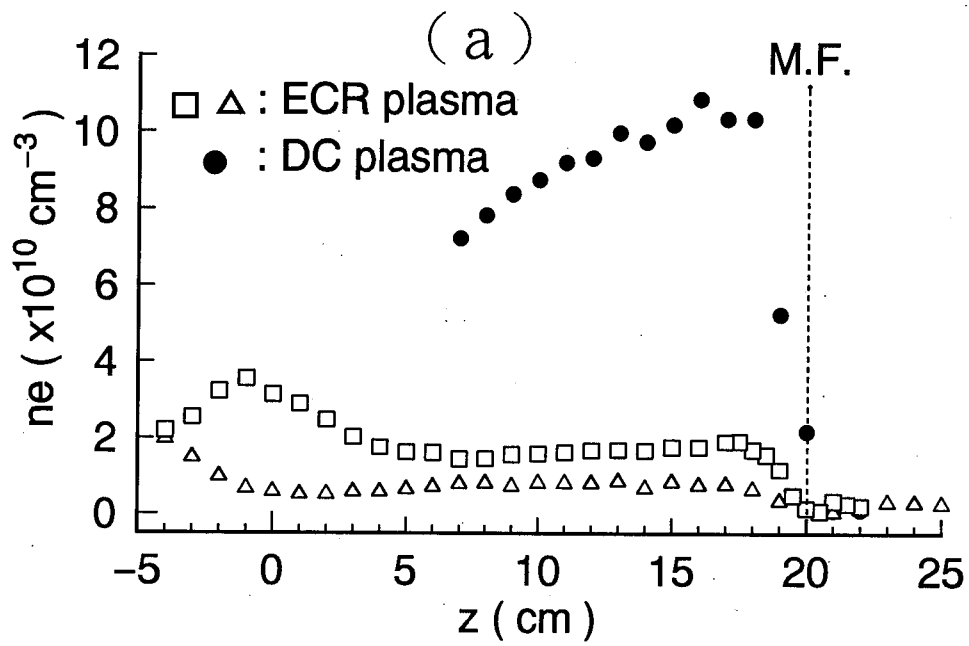 (a)
M.F.
□ △ : ECR plasma
● : DC plasma
ne ( x10¹⁰ cm⁻³ )
12
10
8
6
4
2
0
−5 0 5 10 15 20 25
z ( cm )